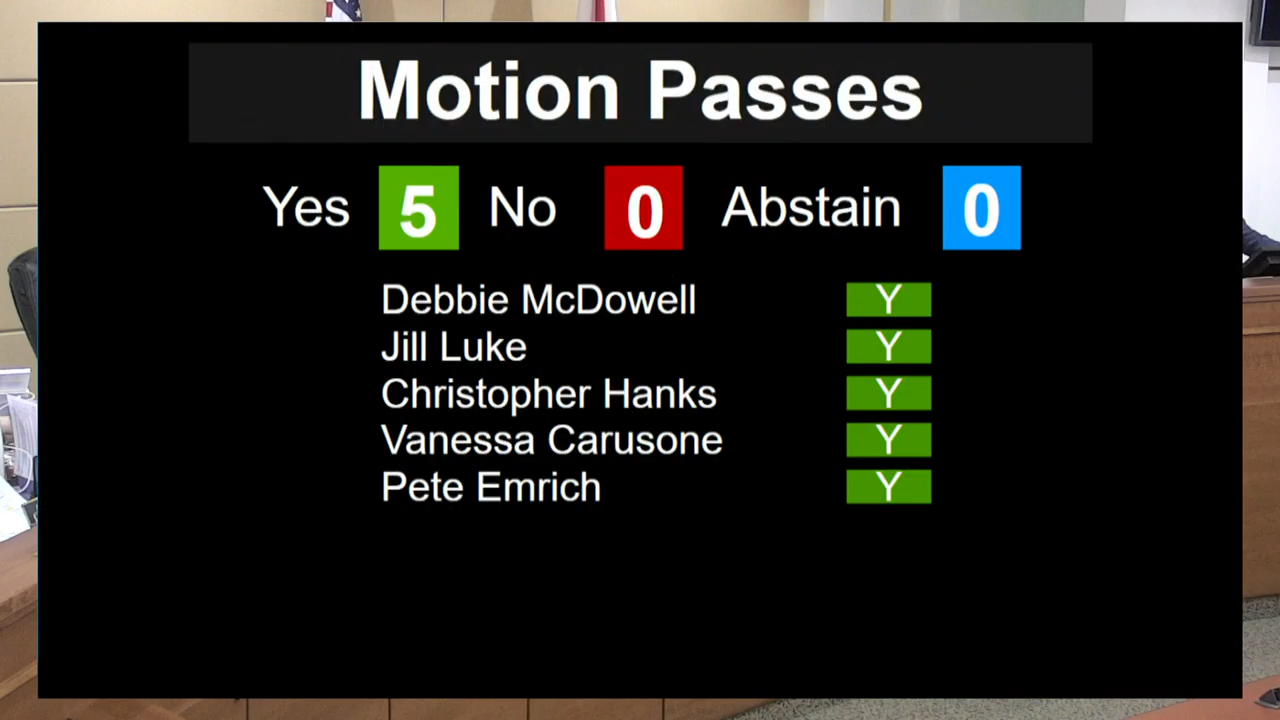 Motion Passes
Yes 5 No 0 Abstain 0
Debbie McDowell Y
Jill Luke Y
Christopher Hanks Y
Vanessa Carusone Y
Pete Emrich Y